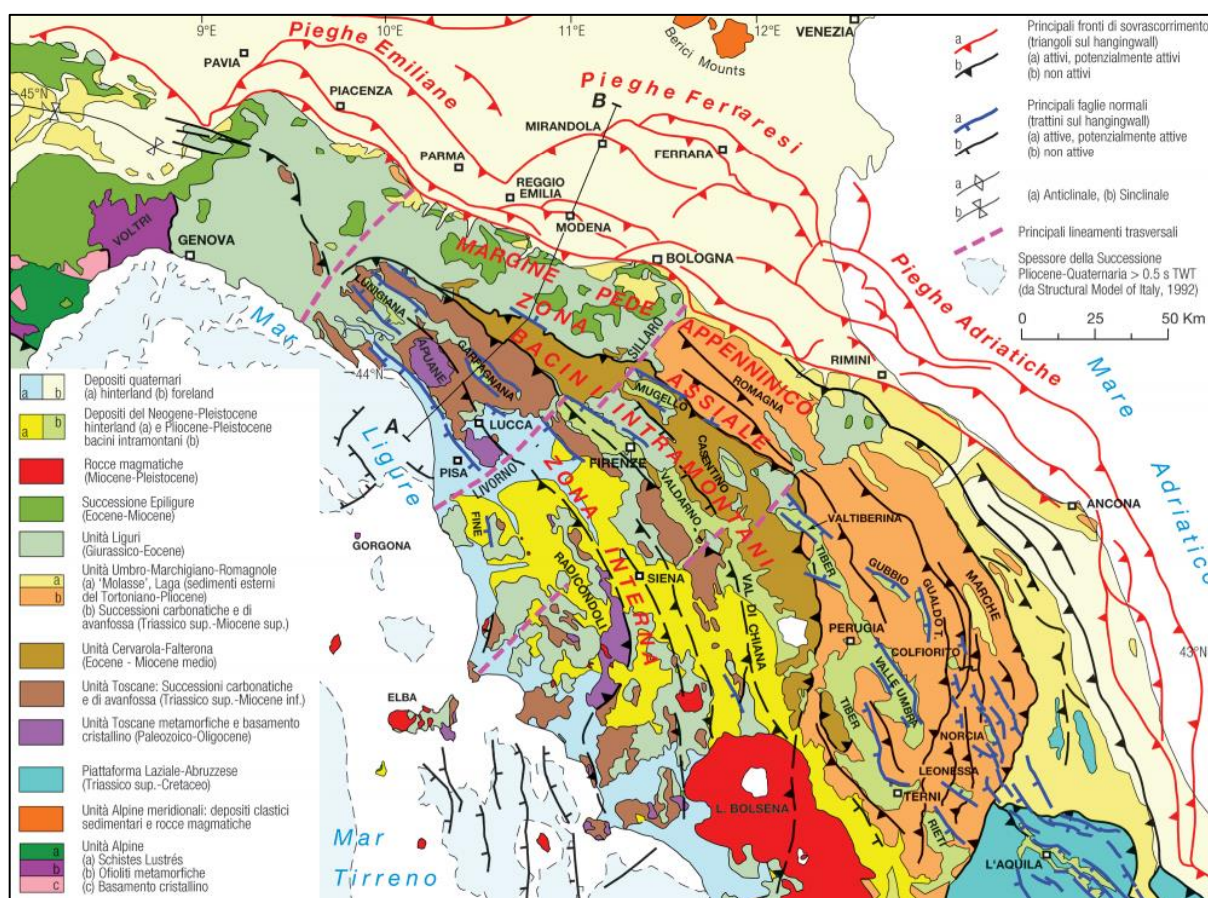 9°E
10°
11°
12°
VENEZIA
Berici Mounts
PAVIA
Pieghe Emiliane
45°N
PIACENZA
Pieghe Ferraresi
B
MIRANDOLA
FERRARA
PARMA
REGGIO
EMILIA
MODENA
VOLTRI
GENOVA
BOLOGNA
MARGINE PEDE APPENNINICO
ZONA ASSIALE
BACINI INTRAMONTANI
ZONA INTERNA
Pieghe Adriatiche
Mar Ligure
Mare Adriatico
LUNIGIANA
APUANE
GARFAGNANA
SILLARO
44°N
RIMINI
ROMAGNA
MUGELLO
A
LUCCA
PISA
LIVORNO
FIRENZE
CASENTINO
VALDARNO
ANCONA
FINE
VALTIBERINA
TIBER
GORGONA
SIENA
RADICONDOLI
VAL DI CHIANA
GUBBIO
GUALDO T.
MARCHE
PERUGIA
COLFIORITO
43°N
VALLE UMBRA
ELBA
TIBER
NORCIA
LEONESSA
L. BOLSENA
TERNI
RIETI
L'AQUILA
Mar
Tirreno
Principali fronti di sovrascorrimento
(triangoli sul hangingwall)
a
(a) attivi, potenzialmente attivi
b
(b) non attivi
Principali faglie normali
(trattini sul hangingwall)
a
(a) attive, potenzialmente attive
b
(b) non attive
a
b
(a) Anticlinale, (b) Sinclinale
Principali lineamenti trasversali
Spessore della Successione
Pliocene-Quaternaria > 0.5 s TWT
(da Structural Model of Italy, 1992)
0 25 50 Km
a b
Depositi quaternari
(a) hinterland (b) foreland
a b
Depositi del Neogene-Pleistocene
hinterland (a) e Pliocene-Pleistocene
bacini intramontani (b)
Rocce magmatiche
(Miocene-Pleistocene)
Successione Epiligure
(Eocene-Miocene)
Unità Liguri
(Giurassico-Eocene)
Unità Umbro-Marchigiano-Romagnole
a
(a) 'Molasse', Laga (sedimenti esterni
b
del Tortoniano-Pliocene)
(b) Successioni carbonatiche e di
avanfossa (Triassico sup.-Miocene sup.)
Unità Cervarola-Falterona
(Eocene - Miocene medio)
Unità Toscane: Successioni carbonatiche
e di avanfossa (Triassico sup.-Miocene inf.)
Unità Toscane metamorfiche e basamento
cristallino (Paleozoico-Oligocene)
Piattaforma Laziale-Abruzzese
(Triassico sup.-Cretaceo)
Unità Alpine meridionali: depositi clastici
sedimentari e rocce magmatiche
Unità Alpine
a
(a) Schistes Lustrés
b
(b) Ofioliti metamorfiche
c
(c) Basamento cristallino